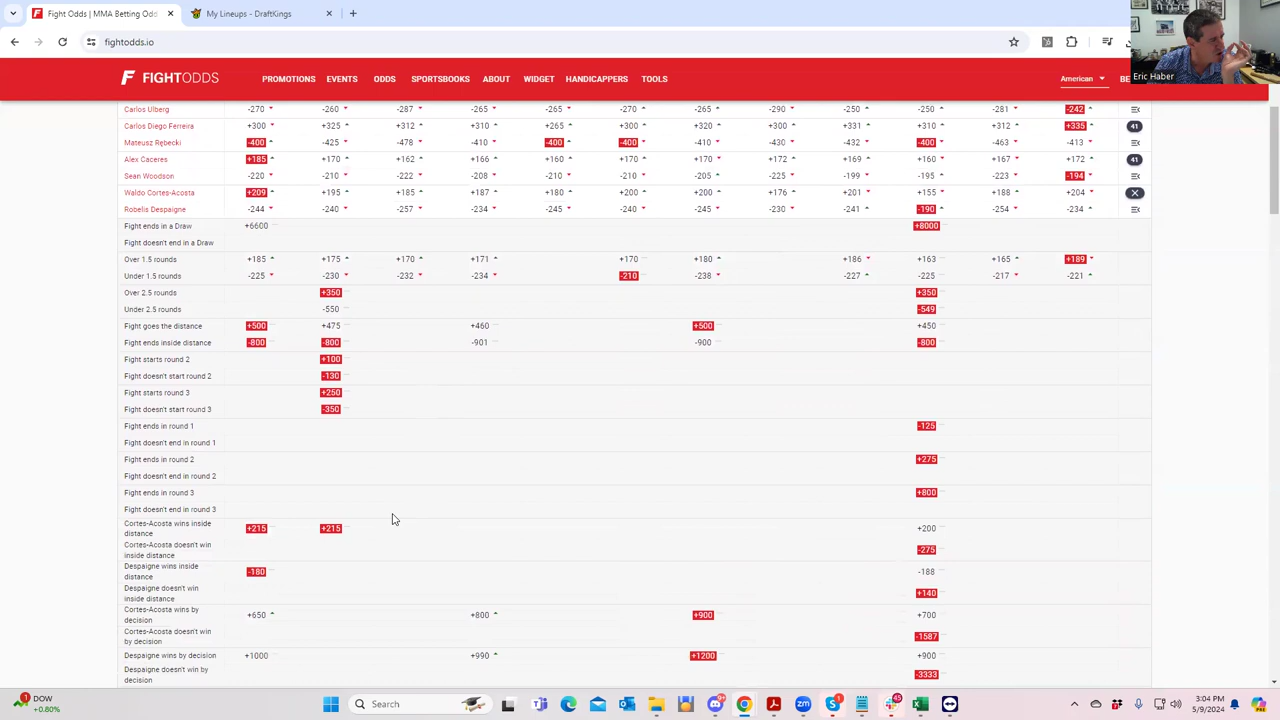 Fight Odds | MMA Betting Odd
My Lineups - DraftKings
fightodds.io
Eric Haber
FIGHTODDS PROMOTIONS EVENTS ODDS SPORTSBOOKS ABOUT WIDGET HANDICAPPERS TOOLS American BE
Carlos Ulberg -270 -260 -287 -265 -265 -270 -265 -290 -250 -250 -281 -242
Carlos Diego Ferreira +300 +325 +312 +310 +265 +300 +320 +300 +331 +310 +312 +335 41
Mateusz Rębecki -400 -425 -478 -410 -400 -400 -410 -430 -432 -400 -463 -413
Alex Caceres +185 +170 +162 +166 +160 +170 +170 +172 +169 +160 +167 +172 41
Sean Woodson -220 -210 -222 -208 -210 -210 -205 -225 -199 -195 -223 -194
Waldo Cortes-Acosta +209 +195 +185 +187 +180 +200 +200 +176 +201 +155 +188 +204
Robelis Despaigne -244 -240 -257 -234 -245 -240 -245 -230 -241 -190 -254 -234
Fight ends in a Draw +6600 +8000
Fight doesn't end in a Draw
Over 1.5 rounds +185 +175 +170 +171 +170 +180 +186 +163 +165 +189
Under 1.5 rounds -225 -230 -232 -234 -210 -238 -227 -225 -217 -221
Over 2.5 rounds +350 +350
Under 2.5 rounds -550 -549
Fight goes the distance +500 +475 +460 +500 +450
Fight ends inside distance -800 -800 -901 -900 -800
Fight starts round 2 +100
Fight doesn't start round 2 -130
Fight starts round 3 +250
Fight doesn't start round 3 -350
Fight ends in round 1 -125
Fight doesn't end in round 1
Fight ends in round 2 +275
Fight doesn't end in round 2
Fight ends in round 3 +800
Fight doesn't end in round 3
Cortes-Acosta wins inside
distance +215 +215 +200
Cortes-Acosta doesn't win
inside distance -275
Despaigne wins inside
distance -180 -188
Despaigne doesn't win
inside distance +140
Cortes-Acosta wins by
decision +650 +800 +900 +700
Cortes-Acosta doesn't win
by decision -1587
Despaigne wins by decision +1000 +990 +1200 +900
Despaigne doesn't win by
decision -3333
DOW
+0.80%
Search
3:04 PM
5/9/2024